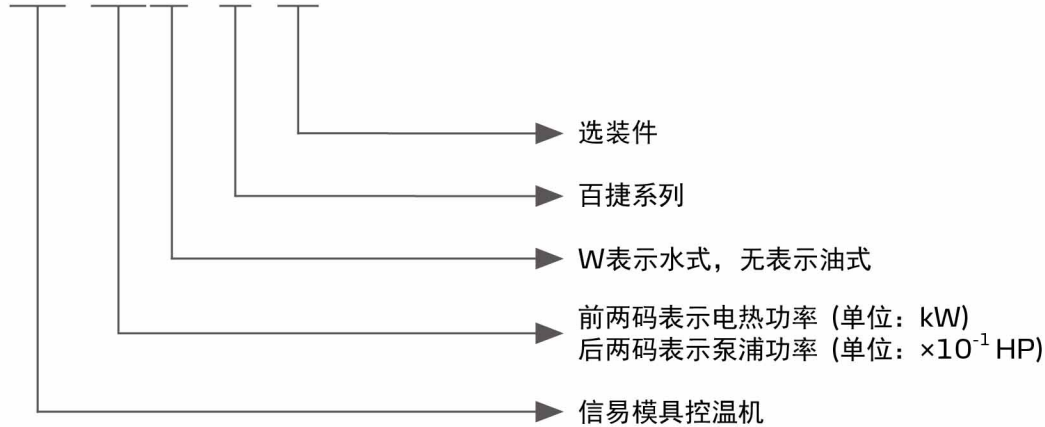 选装件
百捷系列
W表示水式，无表示油式
前两码表示电热功率 (单位：kW)
后两码表示泵浦功率 (单位：×10⁻¹ HP)
信易模具控温机